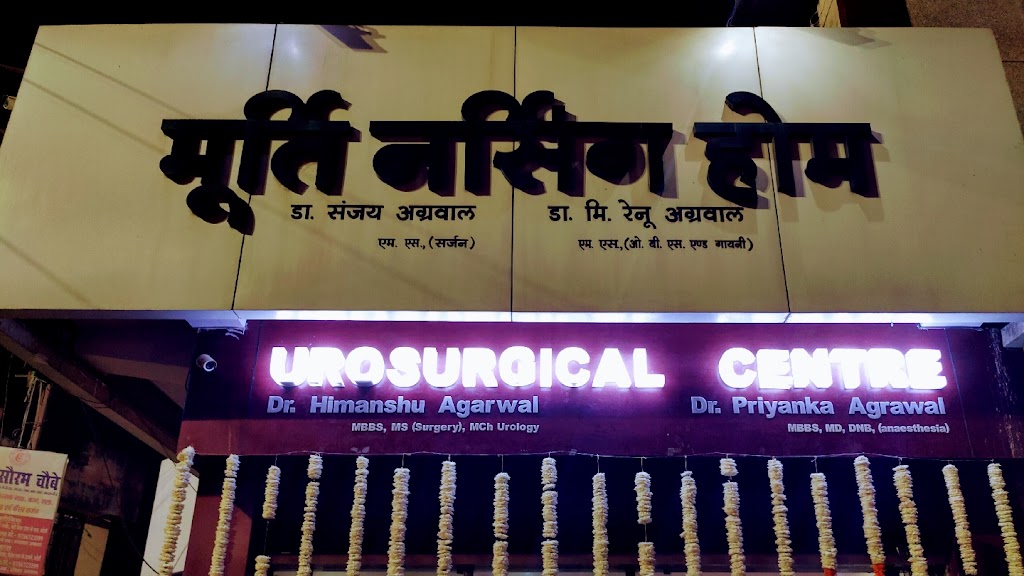 मूर्ति नर्सिंग होम
डा. संजय अग्रवाल
एम. एस., (सर्जन)
डा. मि. रेनू अग्रवाल
एम. एस.,(ओ. बी. एस. एण्ड गायनी)
UROSURGICAL CENTRE
Dr. Himanshu Agarwal
MBBS, MS (Surgery), MCh Urology
Dr. Priyanka Agrawal
MBBS, MD, DNB, (anaesthesia)
सौरम चौबे